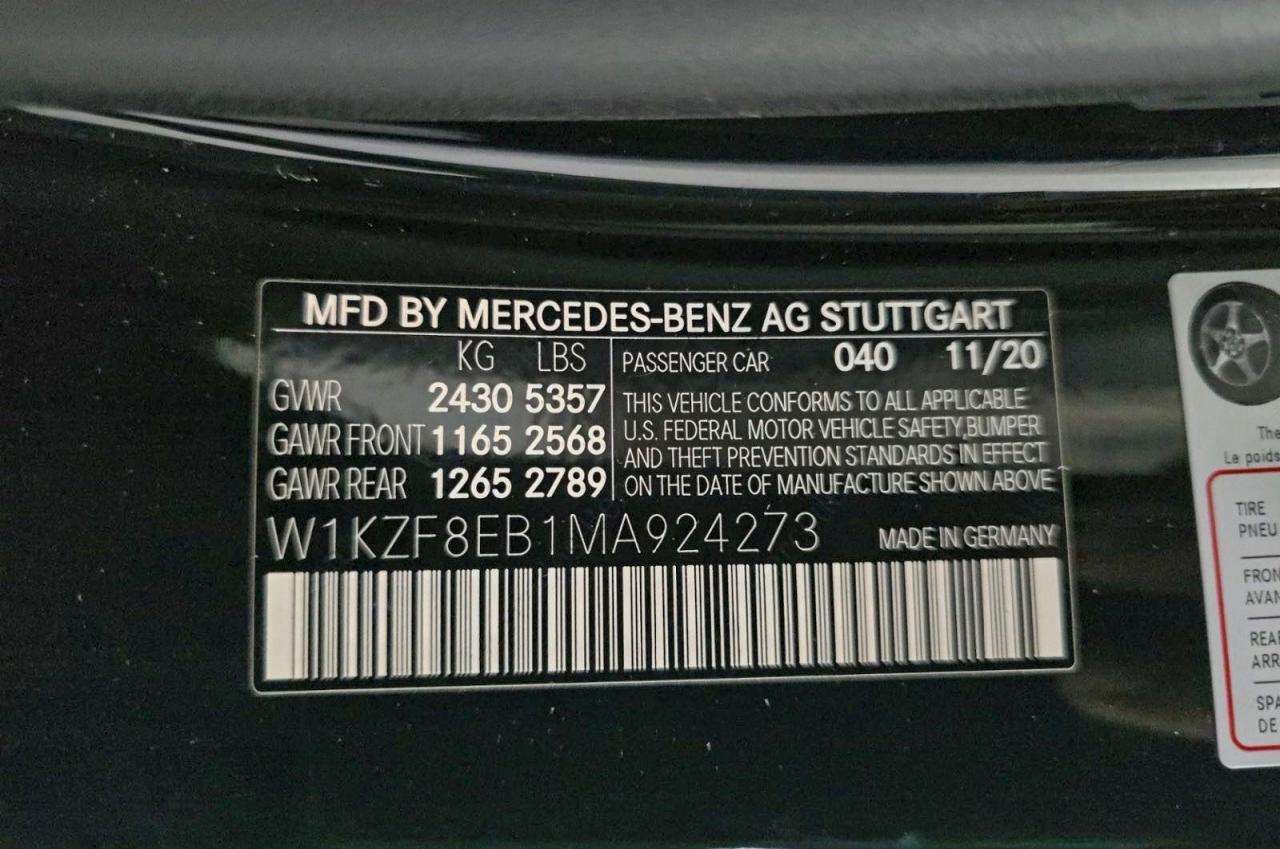 MFD BY MERCEDES-BENZ AG STUTTGART
KG LBS
GVWR 2430 5357
GAWR FRONT 1165 2568
GAWR REAR 1265 2789
PASSENGER CAR 040 11/20
THIS VEHICLE CONFORMS TO ALL APPLICABLE
U.S. FEDERAL MOTOR VEHICLE SAFETY,BUMPER
AND THEFT PREVENTION STANDARDS IN EFFECT
ON THE DATE OF MANUFACTURE SHOWN ABOVE
W1KZF8EB1MA924273 MADE IN GERMANY
The
Le poids
TIRE
PNEU
FRON
AVAN
REA
ARR
SPA
DE